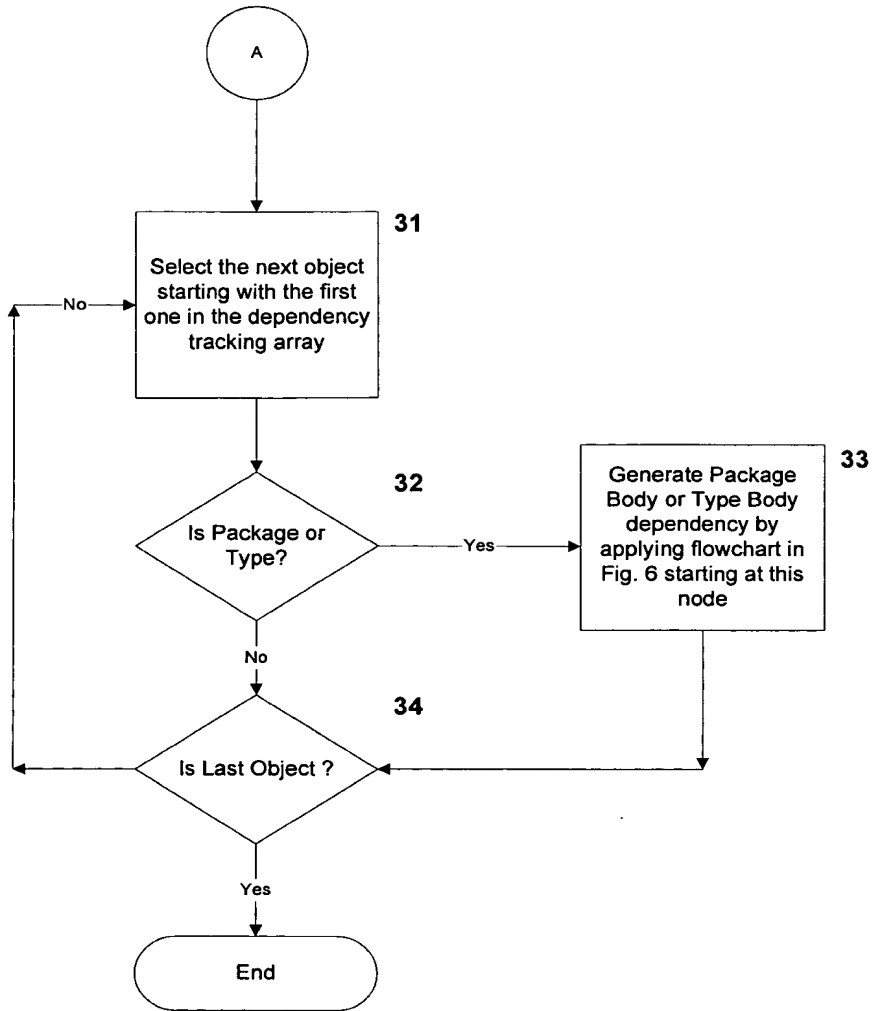 A
31
Select the next object
starting with the first
one in the dependency
tracking array
No
32
Is Package or
Type?
Yes
33
Generate Package
Body or Type Body
dependency by
applying flowchart in
Fig. 6 starting at this
node
No
34
Is Last Object ?
Yes
End